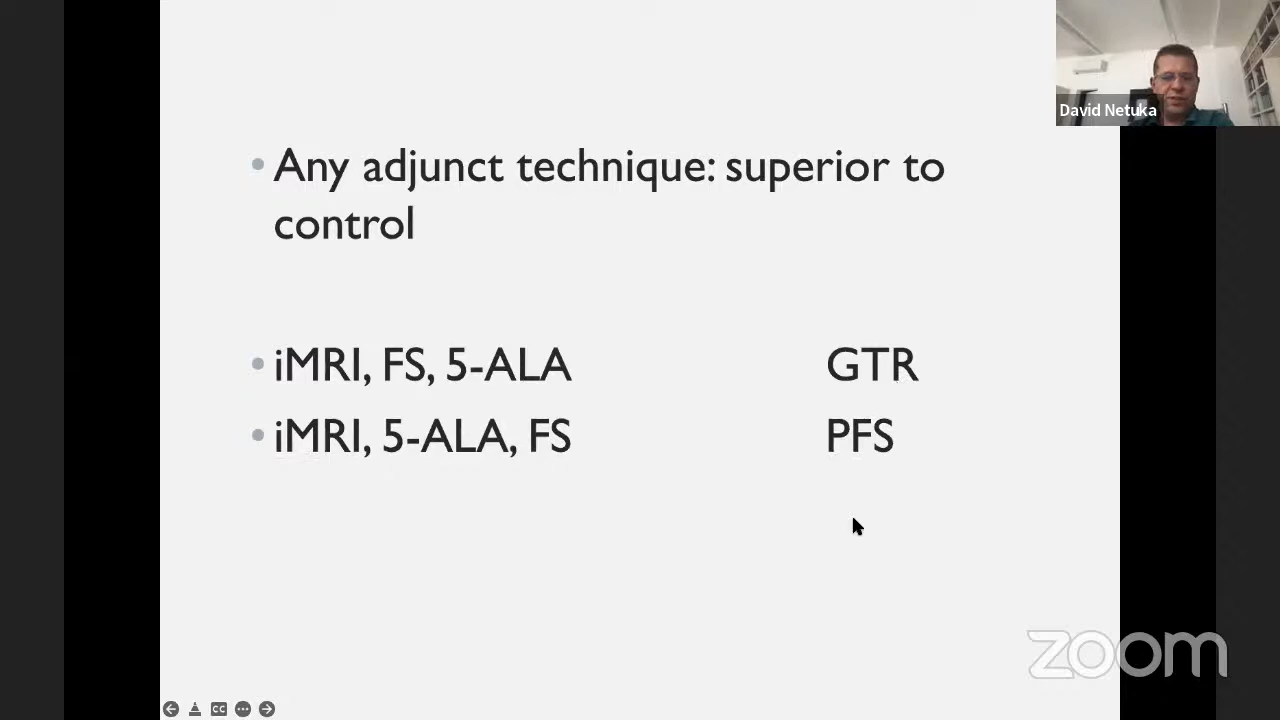 David Netuka
• Any adjunct technique: superior to
control
• iMRI, FS, 5-ALA GTR
• iMRI, 5-ALA, FS PFS
zoom
CC